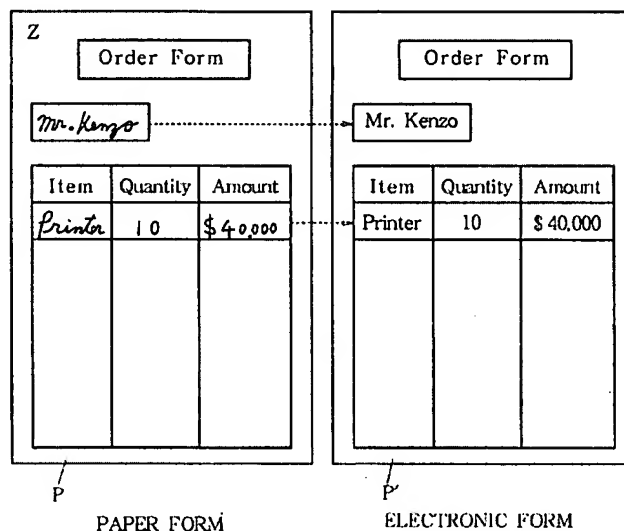 Z
Order Form
Mr. Kenzo
Item Quantity Amount
Printer 10 $40,000
P
PAPER FORM
Order Form
Mr. Kenzo
Item Quantity Amount
Printer 10 $40,000
P'
ELECTRONIC FORM